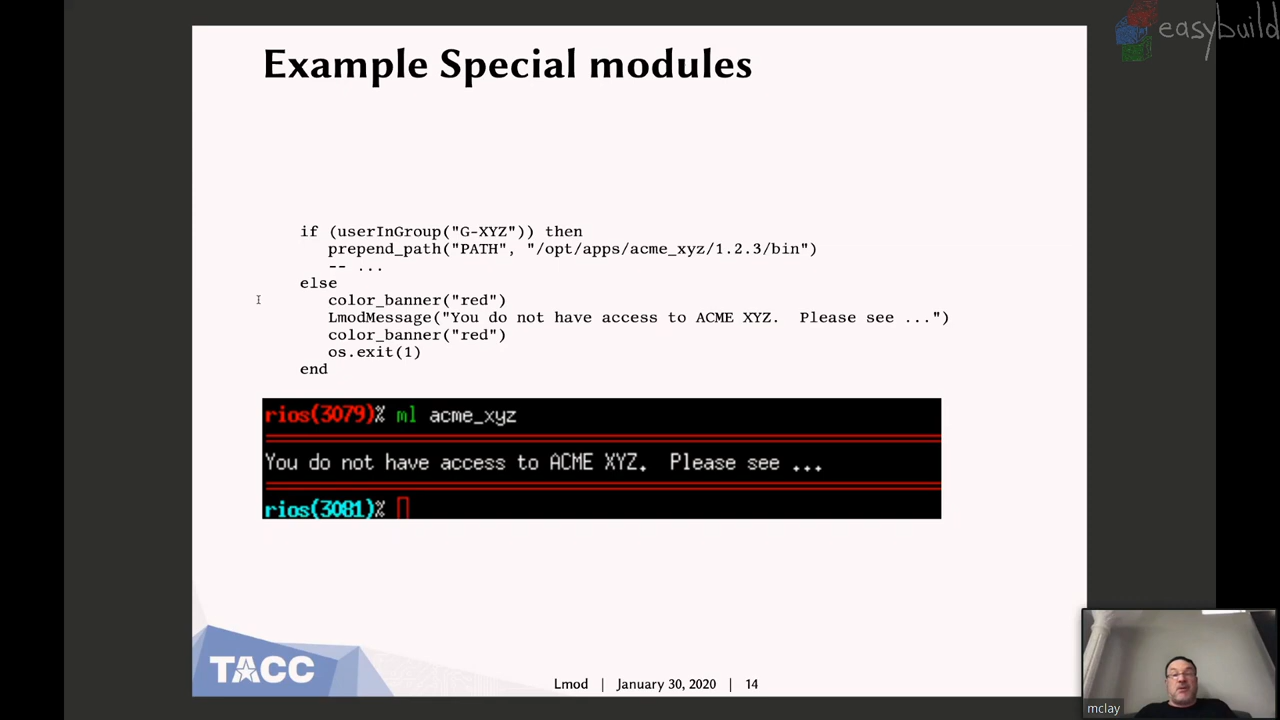 easybuild
Example Special modules
if (userInGroup("G-XYZ")) then
prepend_path("PATH", "/opt/apps/acme_xyz/1.2.3/bin")
-- ...
else
color_banner("red")
LmodMessage("You do not have access to ACME XYZ.  Please see ...")
color_banner("red")
os.exit(1)
end
rios(3079)% ml acme_xyz
You do not have access to ACME XYZ.  Please see ...
rios(3081)%
TACC
Lmod | January 30, 2020 | 14
mclay